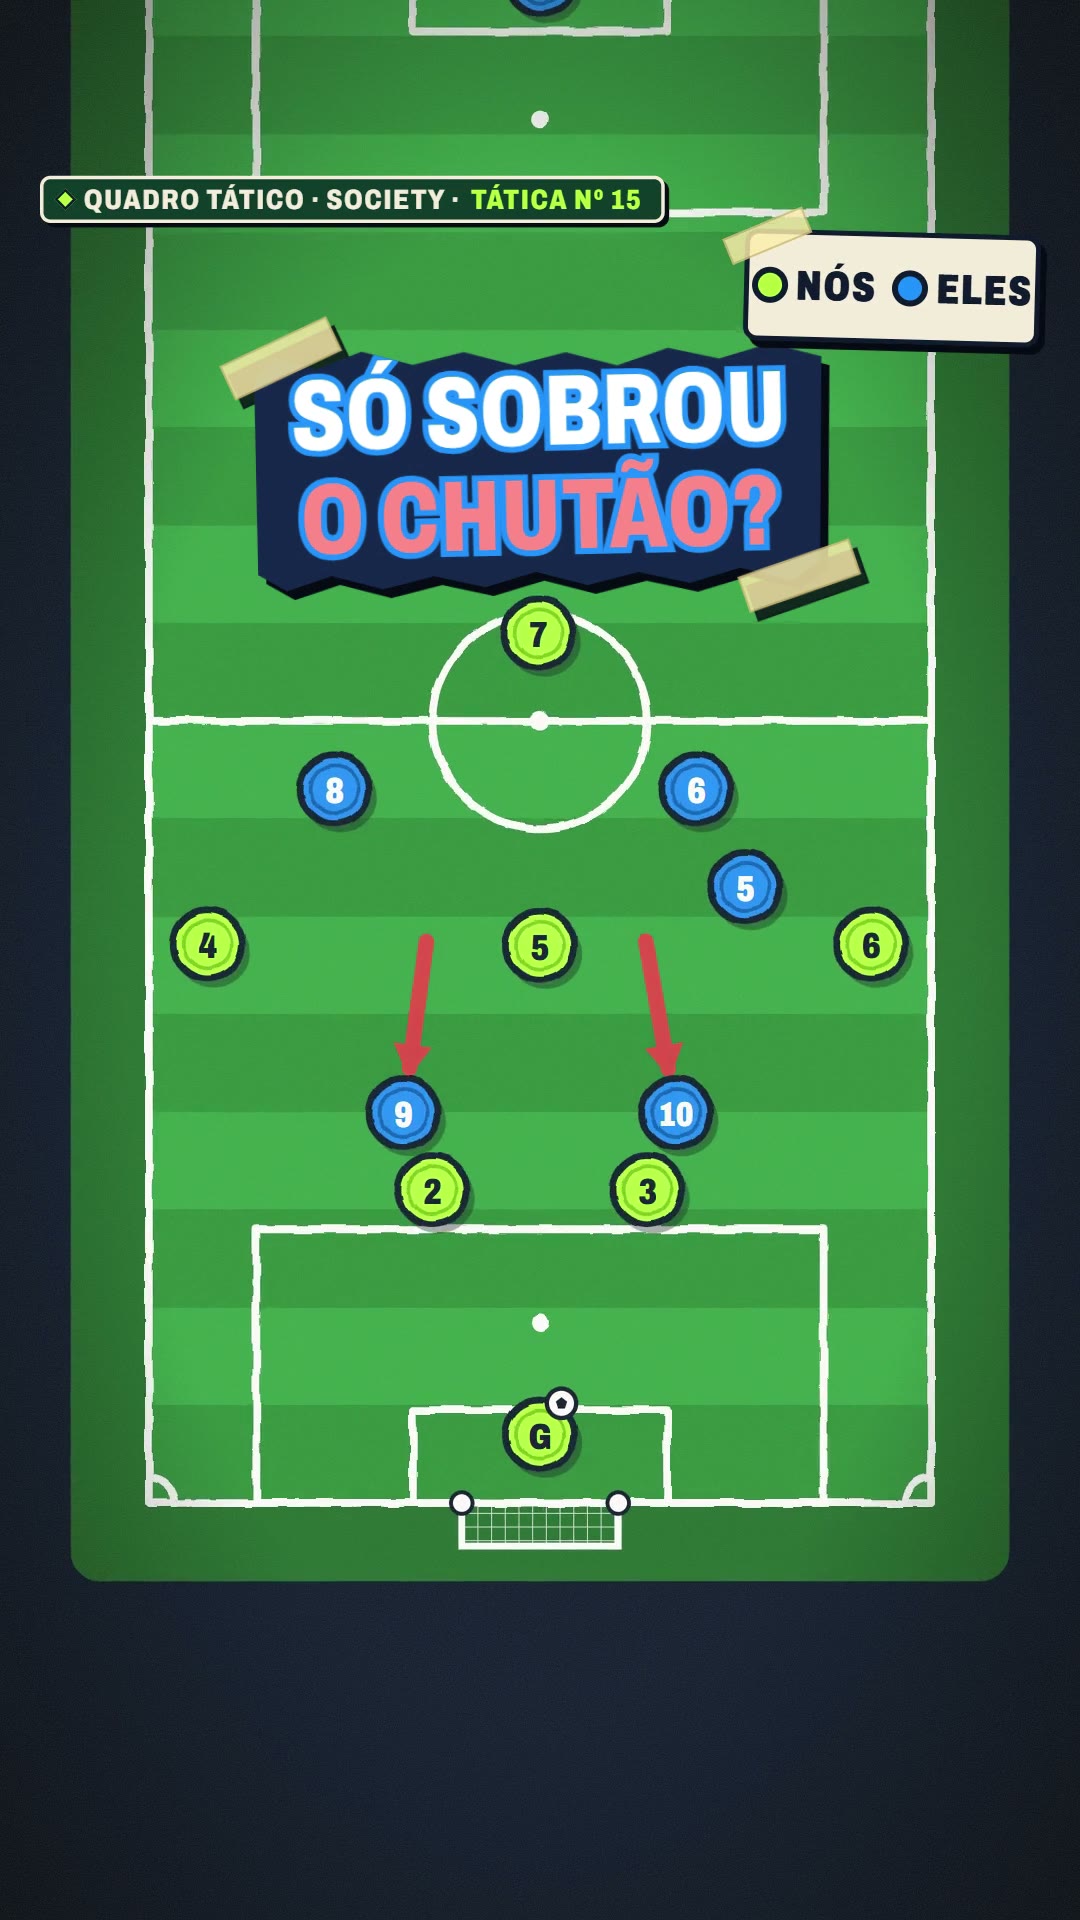 QUADRO TÁTICO · SOCIETY · TÁTICA Nº 15
NÓS ELES
SÓ SOBROU
O CHUTÃO?
7
8 6
5
4 5 6
9 10
2 3
G